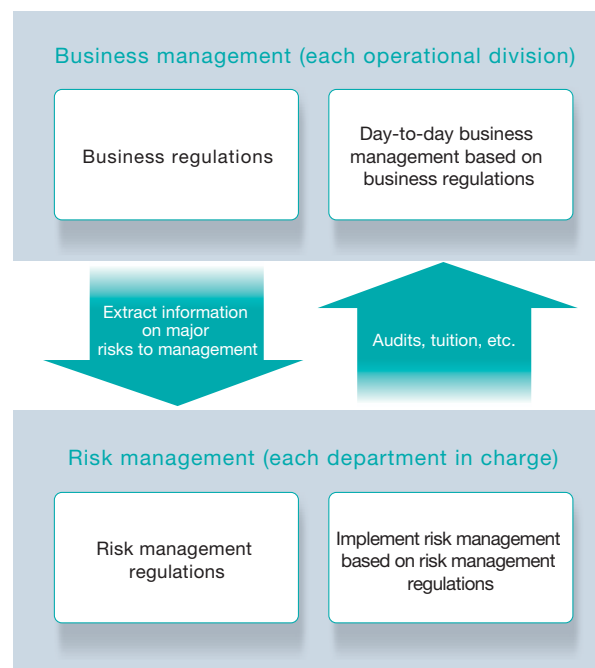 Business management (each operational division)
Business regulations
Day-to-day business
management based on
business regulations
Extract information
on major
risks to management
Audits, tuition, etc.
Risk management (each department in charge)
Risk management
regulations
Implement risk management
based on risk management
regulations